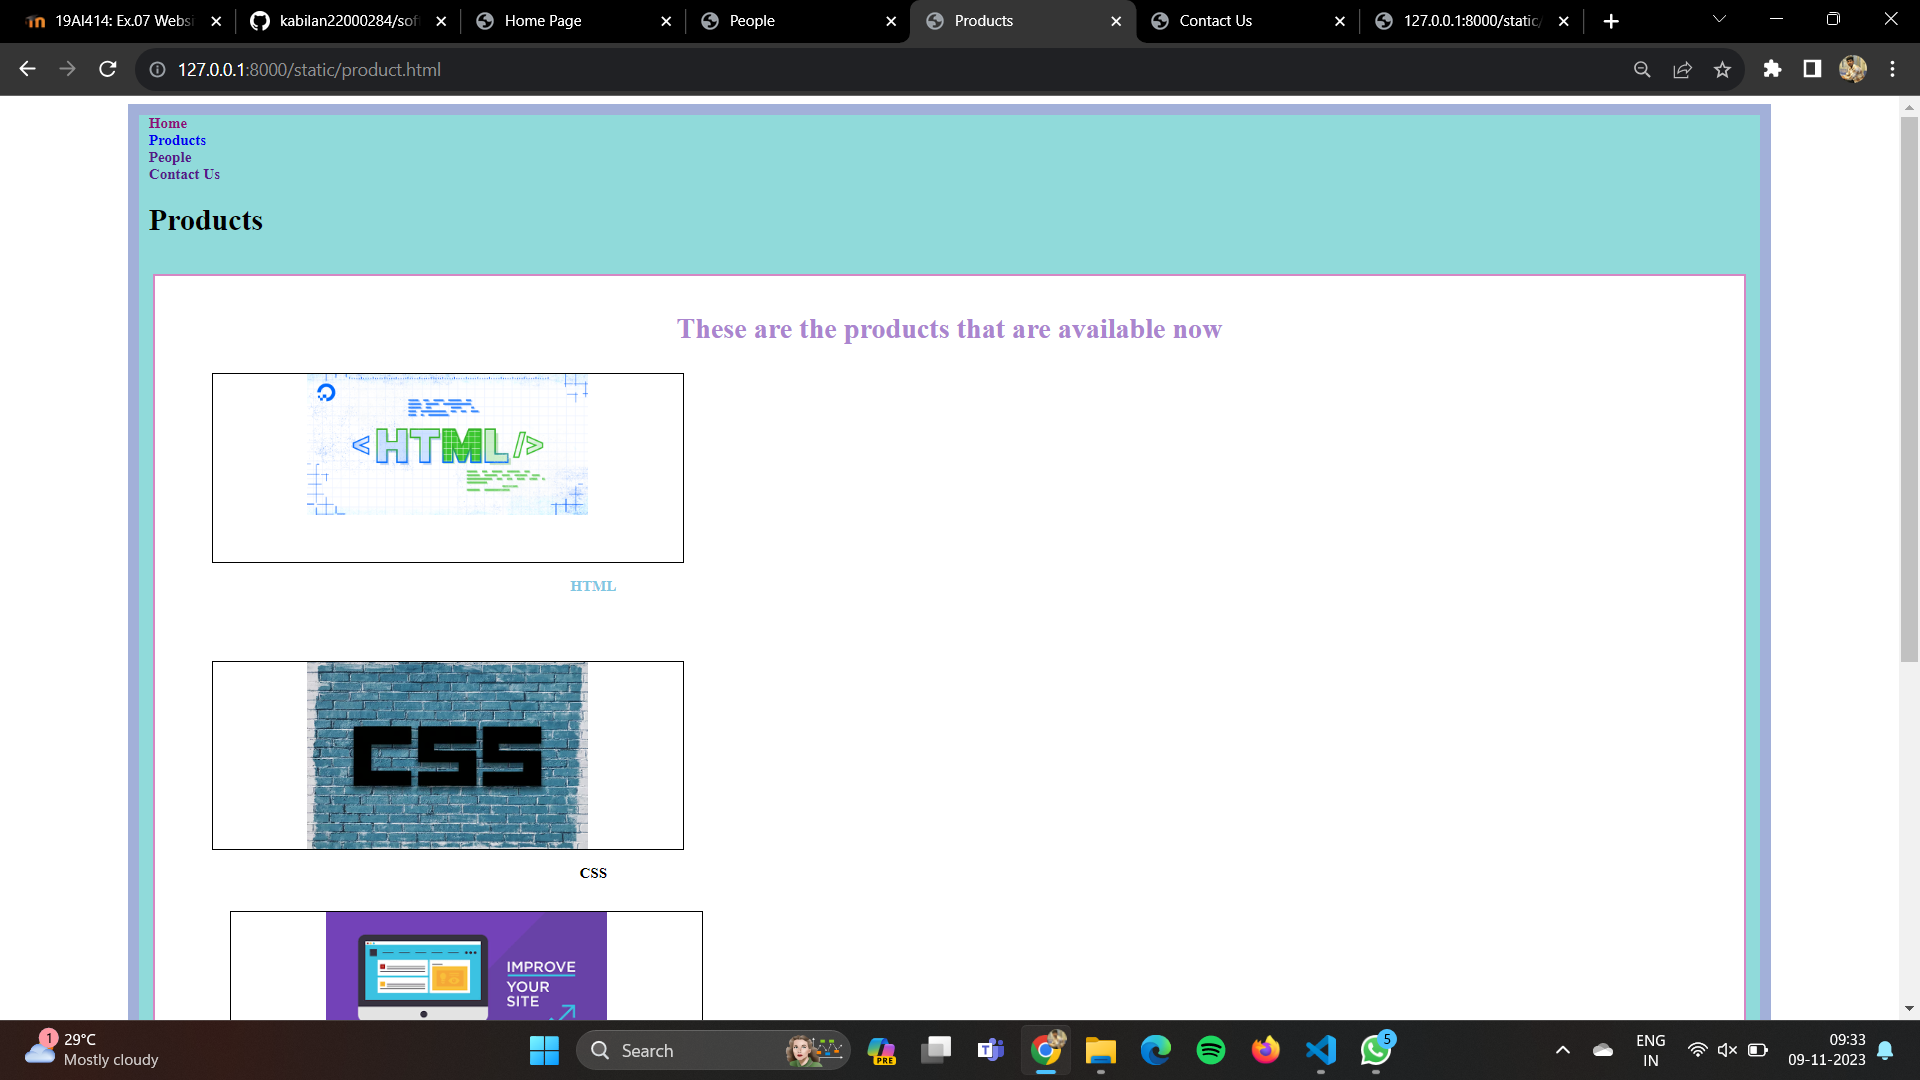 19AI414: Ex.07 Websi
kabilan22000284/sof
Home Page
People
Products
Contact Us
127.0.0.1:8000/static/
127.0.0.1:8000/static/product.html
Home
Products
People
Contact Us
Products
These are the products that are available now
<HTML/>
HTML
CSS
CSS
IMPROVE
YOUR
SITE
1
29°C
Mostly cloudy
Search
PRE
5
ENG
IN
09:33
09-11-2023